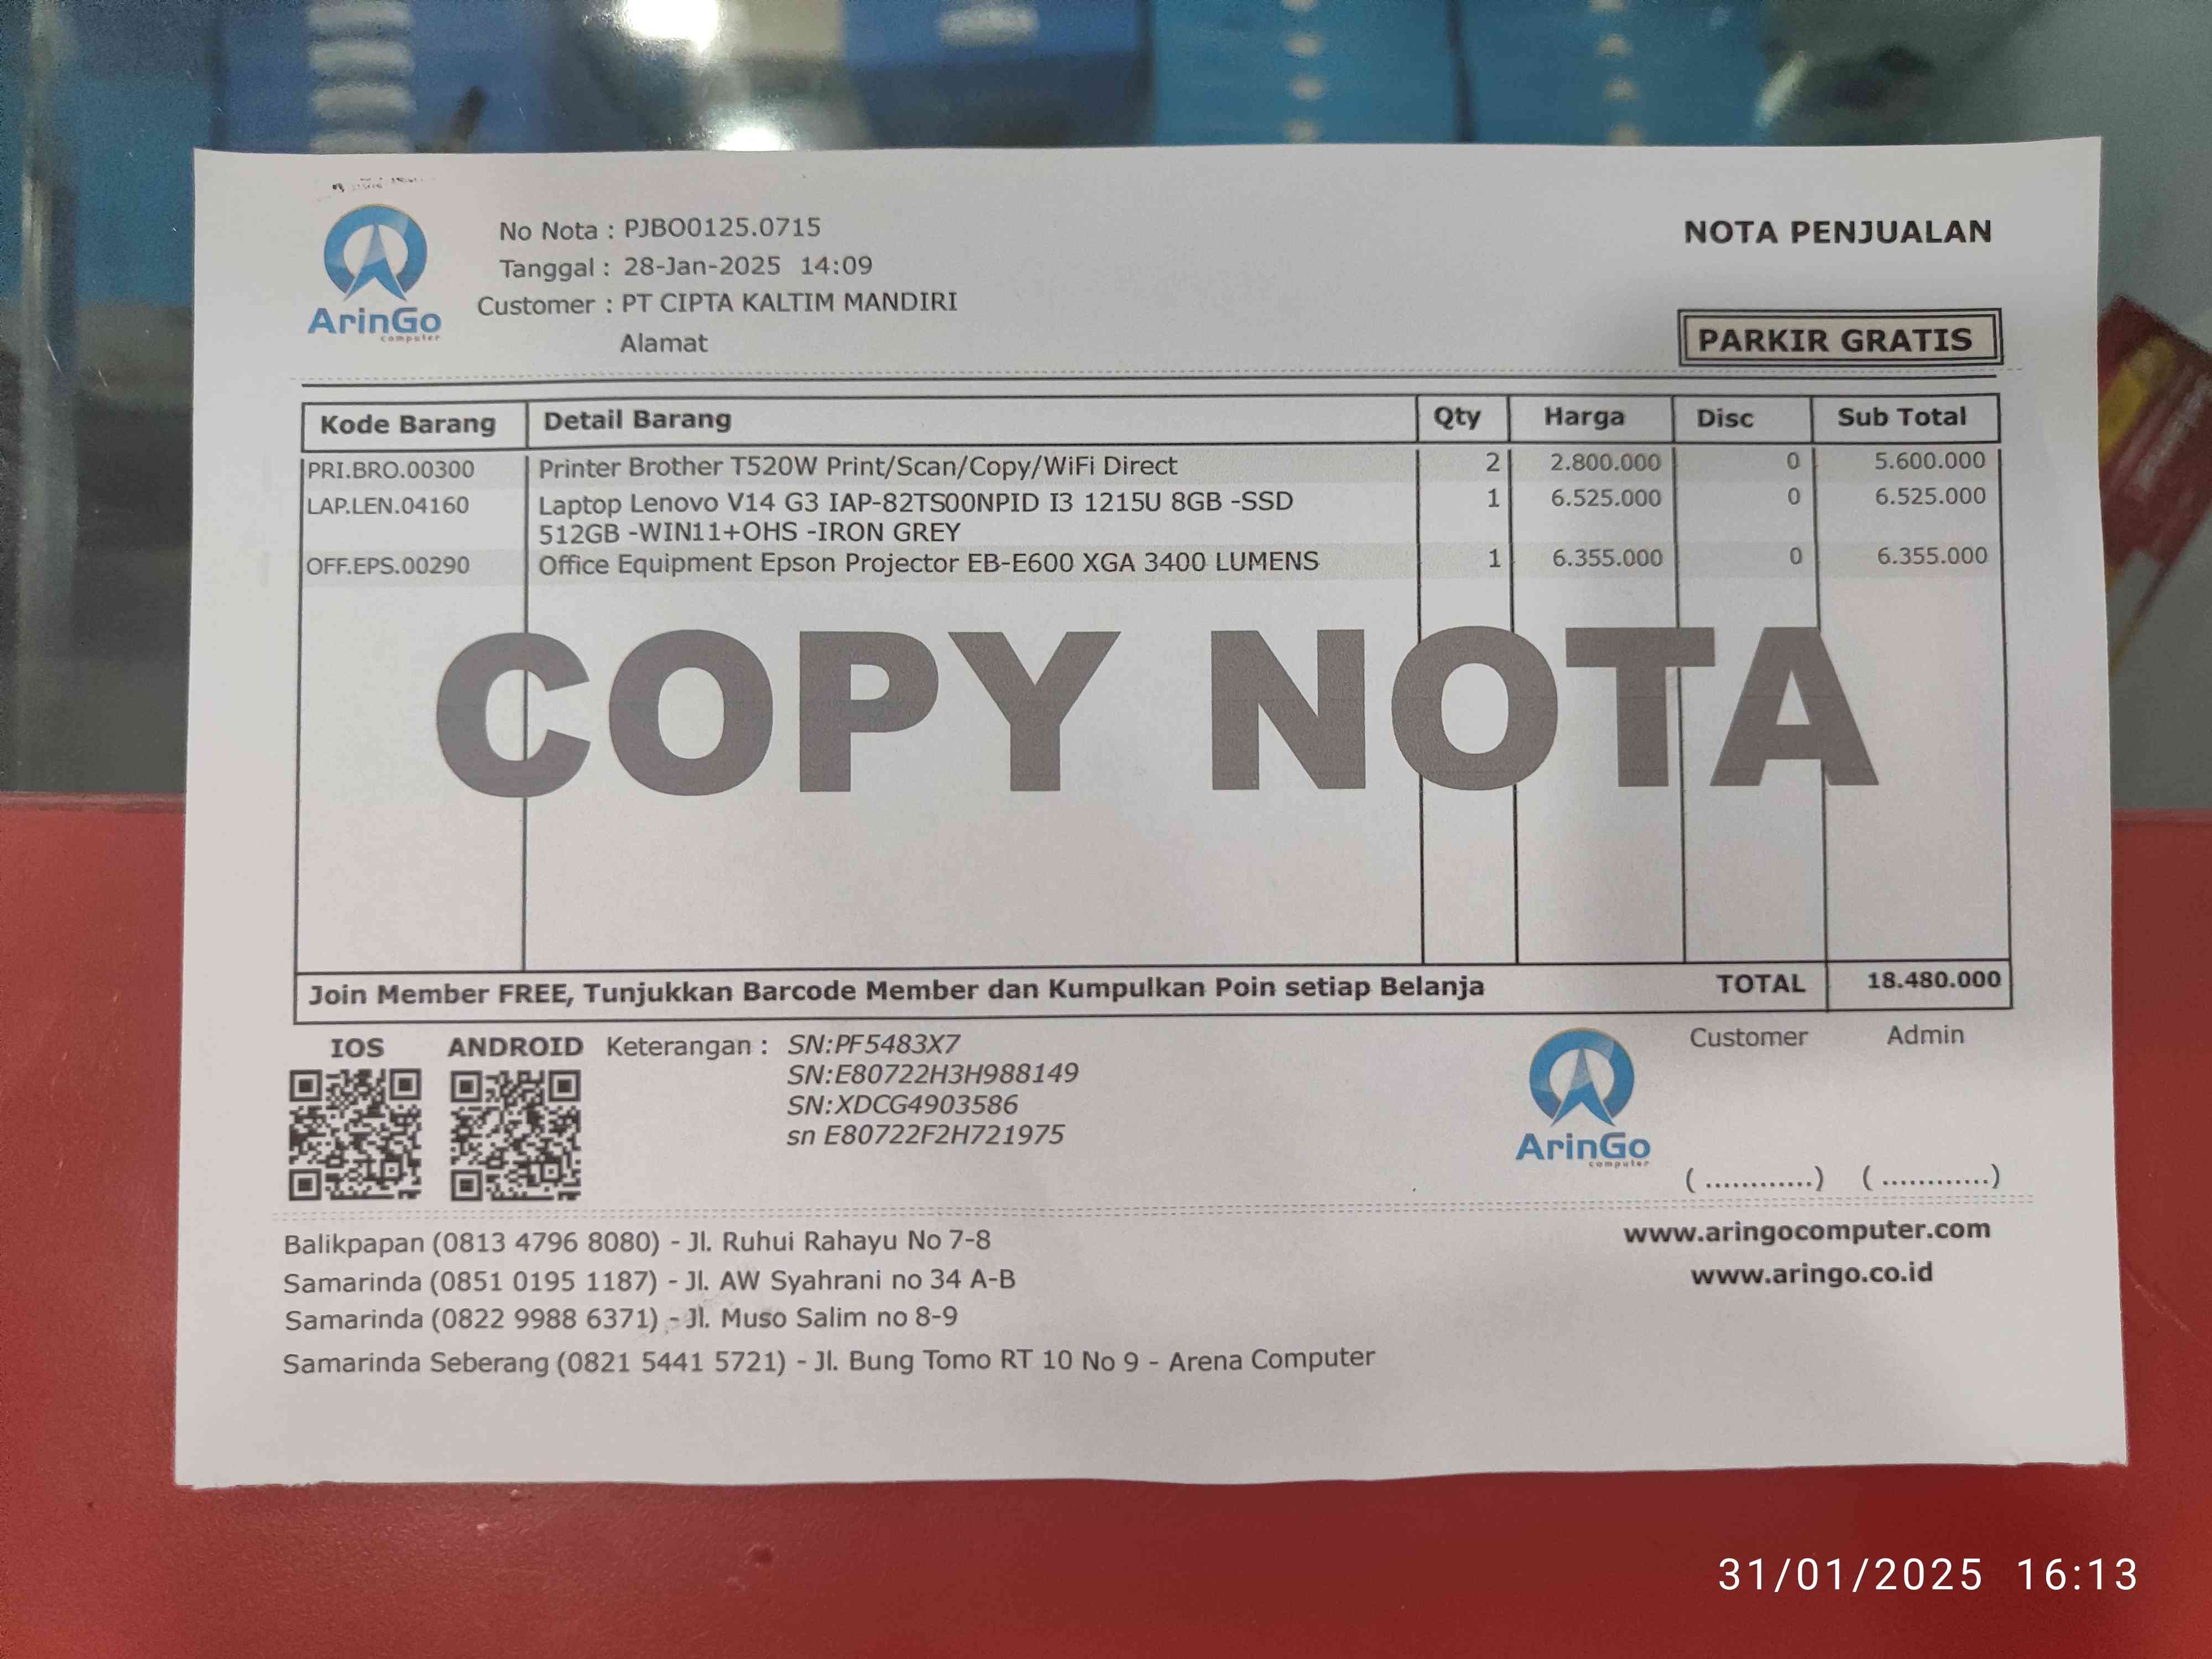 No Nota : PJBO0125.0715
NOTA PENJUALAN
Tanggal : 28-Jan-2025 14:09
Customer : PT CIPTA KALTIM MANDIRI
Alamat
ArinGo
computer
PARKIR GRATIS
Kode Barang Detail Barang Qty Harga Disc Sub Total
PRI.BRO.00300 Printer Brother T520W Print/Scan/Copy/WiFi Direct 2 2.800.000 0 5.600.000
LAP.LEN.04160 Laptop Lenovo V14 G3 IAP-82TS00NPID I3 1215U 8GB -SSD 1 6.525.000 0 6.525.000
512GB -WIN11+OHS -IRON GREY
OFF.EPS.00290 Office Equipment Epson Projector EB-E600 XGA 3400 LUMENS 1 6.355.000 0 6.355.000
COPY NOTA
Join Member FREE, Tunjukkan Barcode Member dan Kumpulkan Poin setiap Belanja TOTAL 18.480.000
IOS ANDROID Keterangan : SN:PF5483X7
SN:E80722H3H988149
SN:XDCG4903586
sn E80722F2H721975
ArinGo
computer
Customer Admin
(............) (............)
Balikpapan (0813 4796 8080) - Jl. Ruhui Rahayu No 7-8
Samarinda (0851 0195 1187) - Jl. AW Syahrani no 34 A-B
Samarinda (0822 9988 6371) - Jl. Muso Salim no 8-9
Samarinda Seberang (0821 5441 5721) - Jl. Bung Tomo RT 10 No 9 - Arena Computer
www.aringocomputer.com
www.aringo.co.id
31/01/2025 16:13